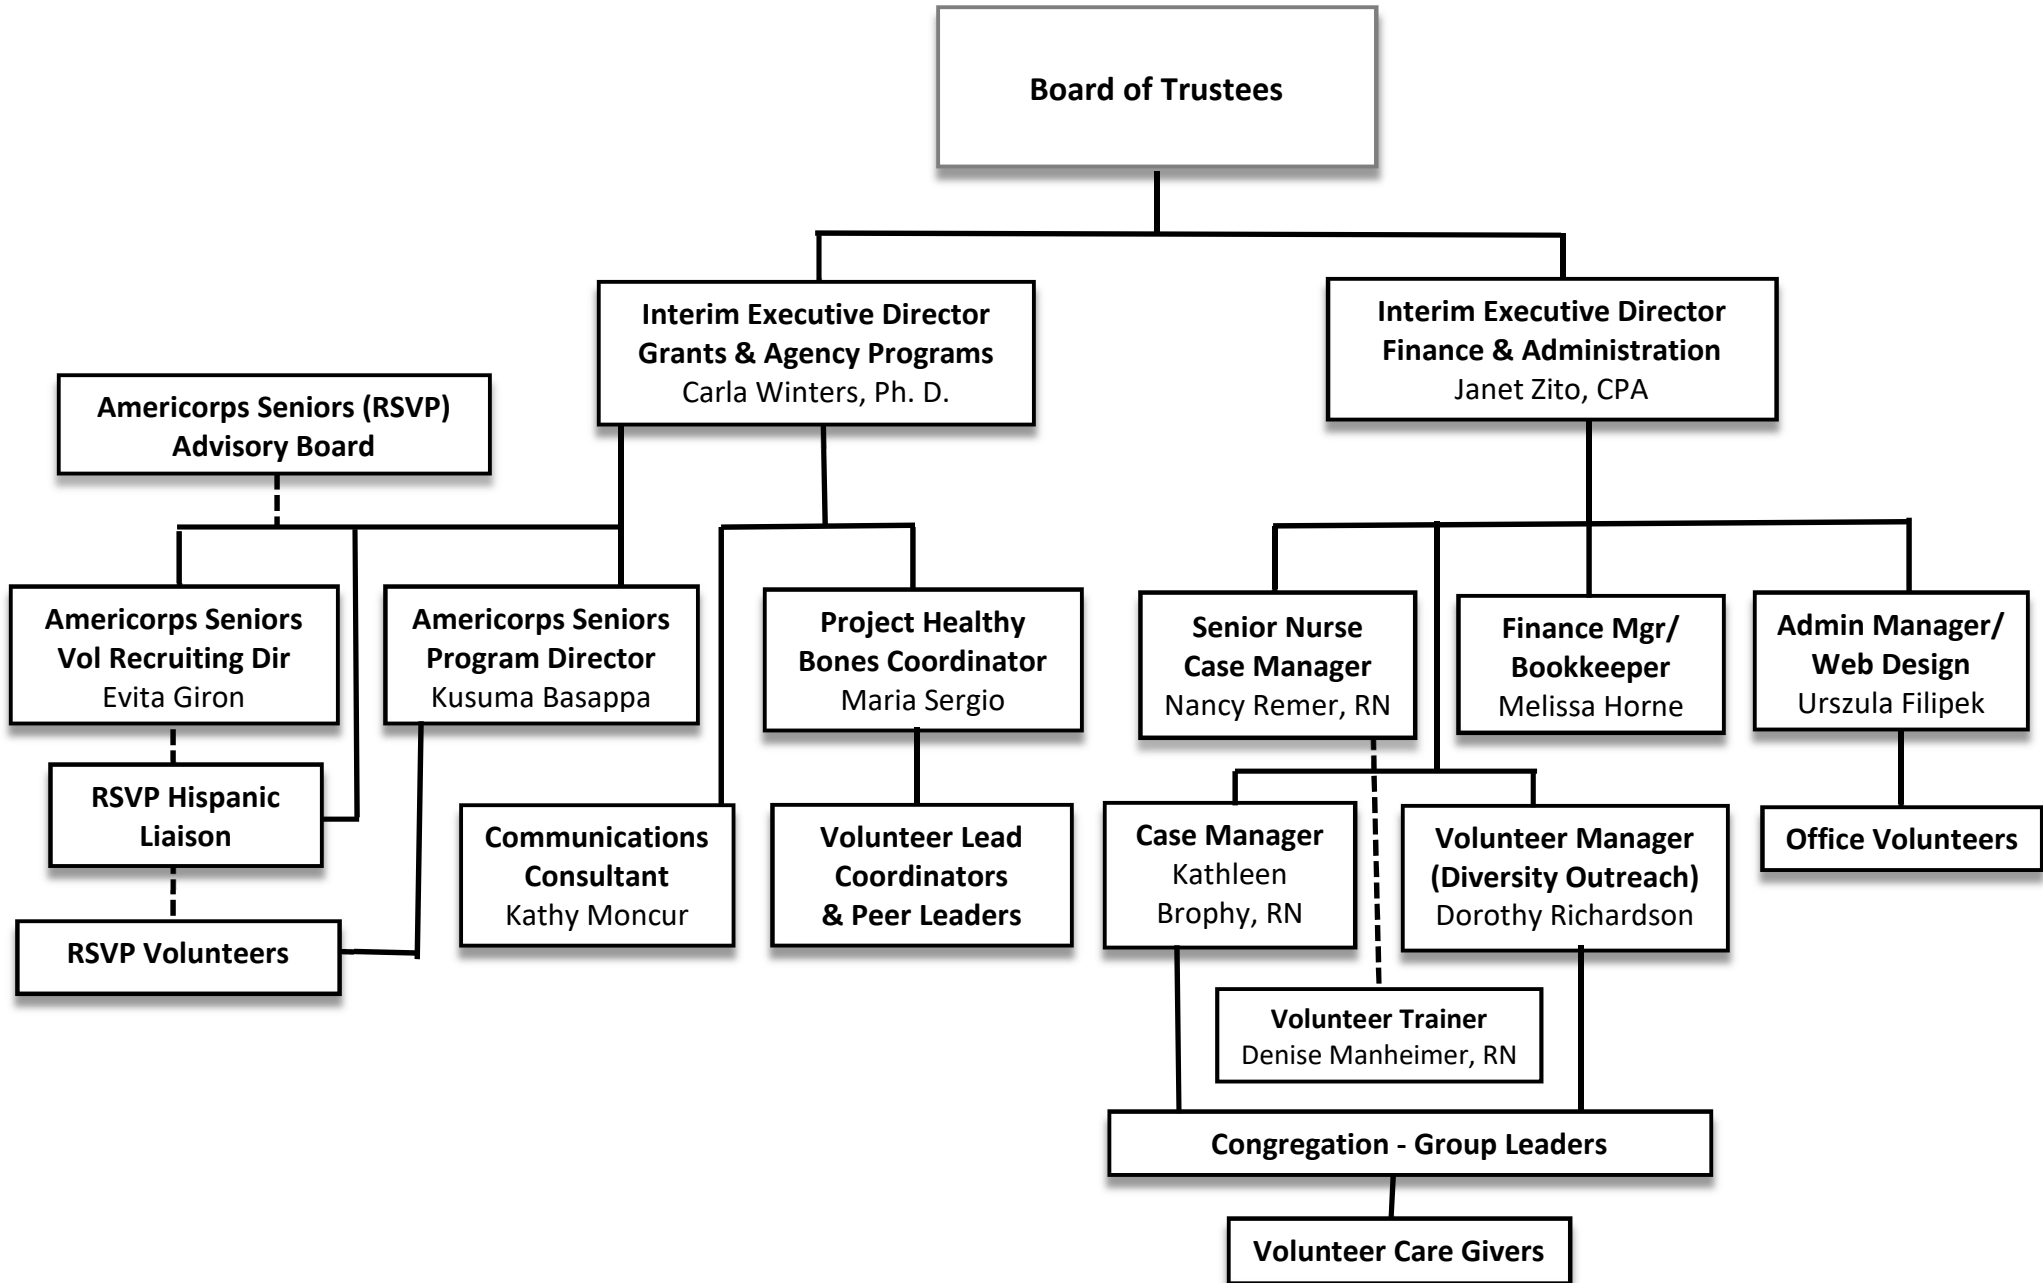 Board of Trustees
Interim Executive Director
Grants & Agency Programs
Carla Winters, Ph. D.
Interim Executive Director
Finance & Administration
Janet Zito, CPA
Americorps Seniors (RSVP)
Advisory Board
Americorps Seniors
Vol Recruiting Dir
Evita Giron
Americorps Seniors
Program Director
Kusuma Basappa
Project Healthy
Bones Coordinator
Maria Sergio
Senior Nurse
Case Manager
Nancy Remer, RN
Finance Mgr/
Bookkeeper
Melissa Horne
Admin Manager/
Web Design
Urszula Filipek
RSVP Hispanic
Liaison
Communications
Consultant
Kathy Moncur
Volunteer Lead
Coordinators
& Peer Leaders
Case Manager
Kathleen
Brophy, RN
Volunteer Manager
(Diversity Outreach)
Dorothy Richardson
Office Volunteers
RSVP Volunteers
Volunteer Trainer
Denise Manheimer, RN
Congregation - Group Leaders
Volunteer Care Givers